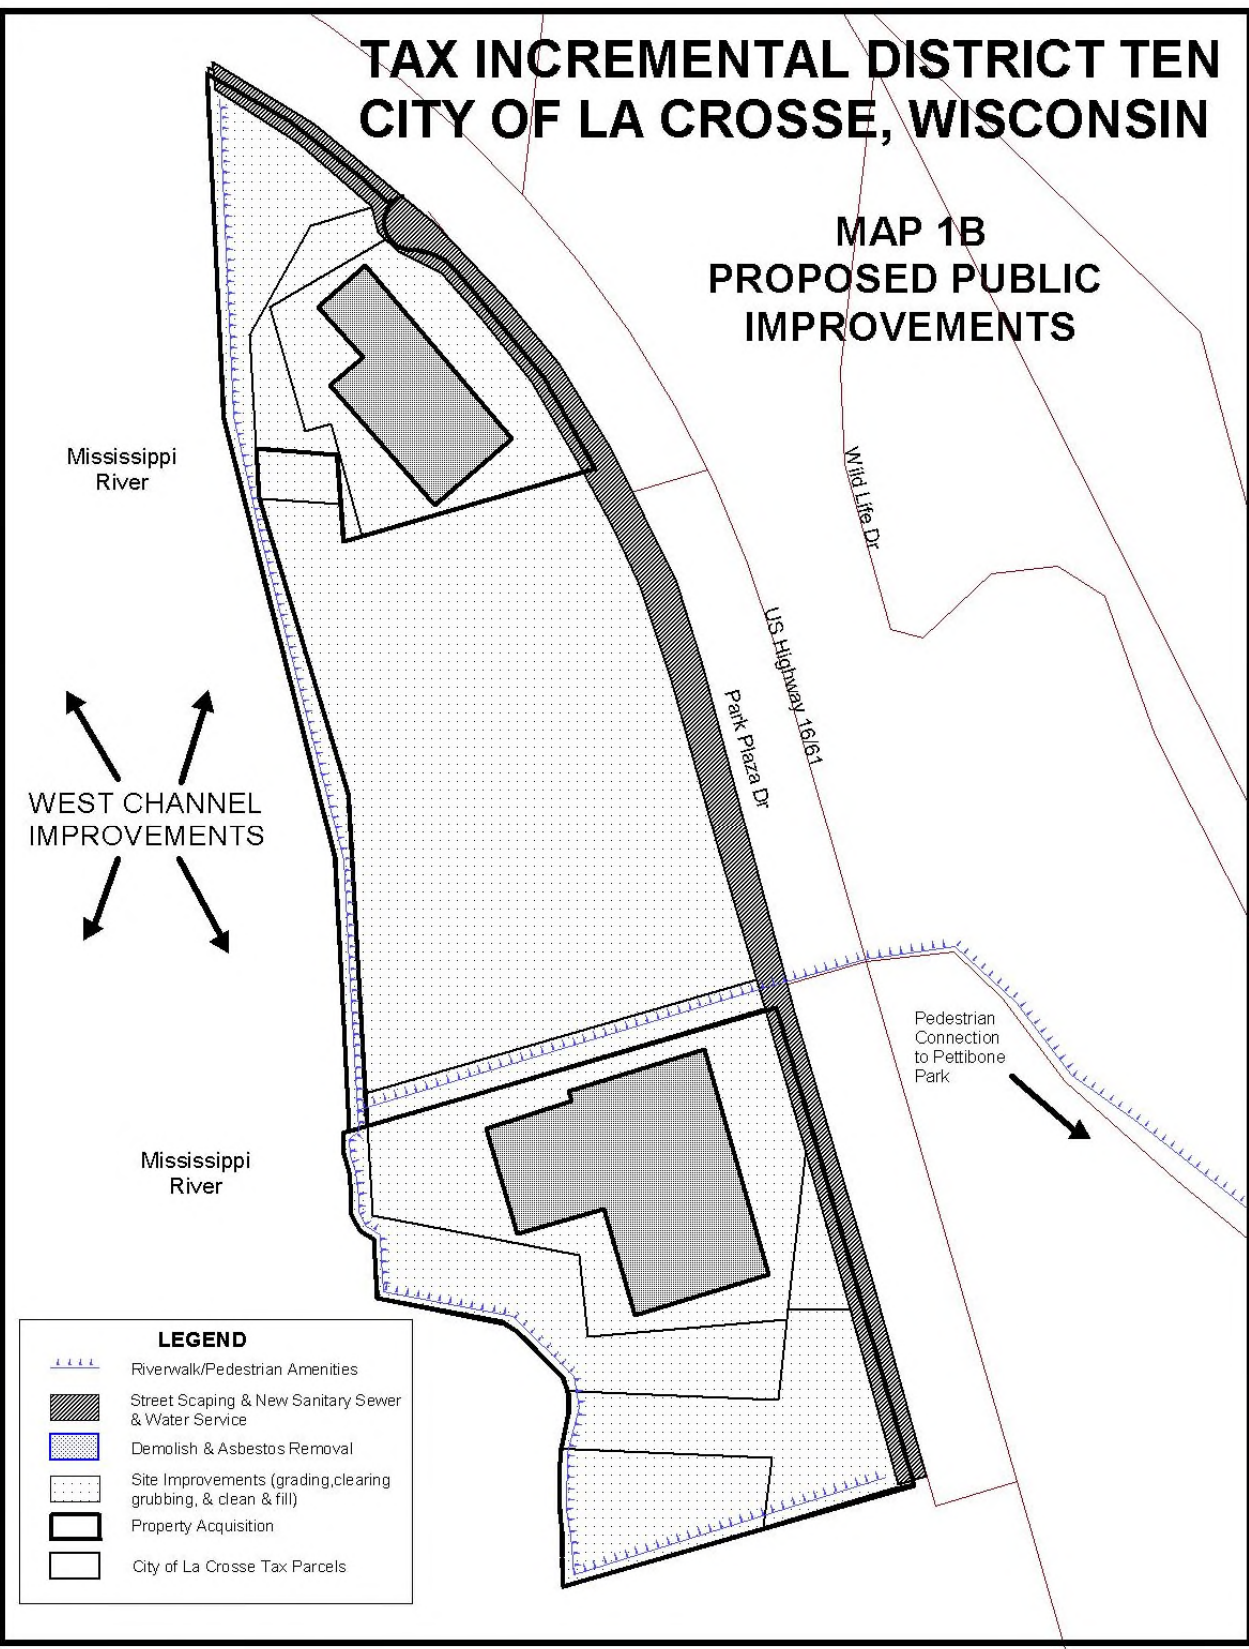 TAX INCREMENTAL DISTRICT TEN
CITY OF LA CROSSE, WISCONSIN
MAP 1B
PROPOSED PUBLIC
IMPROVEMENTS
Mississippi
River
Wild Life Dr
US Highway 16/61
Park Plaza Dr
WEST CHANNEL
IMPROVEMENTS
Pedestrian
Connection
to Pettibone
Park
Mississippi
River
LEGEND
Riverwalk/Pedestrian Amenities
Street Scaping & New Sanitary Sewer
& Water Service
Demolish & Asbestos Removal
Site Improvements (grading,clearing
grubbing, & clean & fill)
Property Acquisition
City of La Crosse Tax Parcels